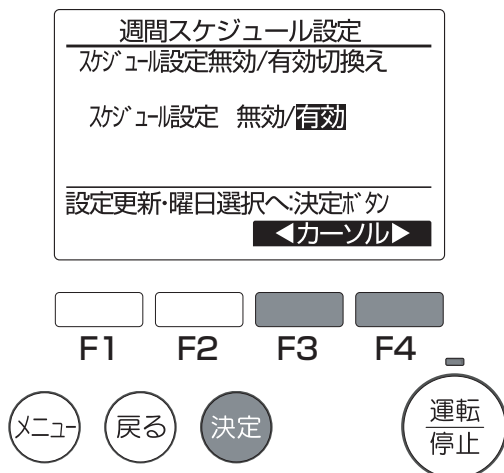 週間スケジュール設定
ｽｹｼﾞｭｰﾙ設定無効/有効切換え
ｽｹｼﾞｭｰﾙ設定 無効/有効
設定更新・曜日選択へ:決定ﾎﾞﾀﾝ
◀カーソル▶
F1 F2 F3 F4
メニュー 戻る 決定 運転
停止